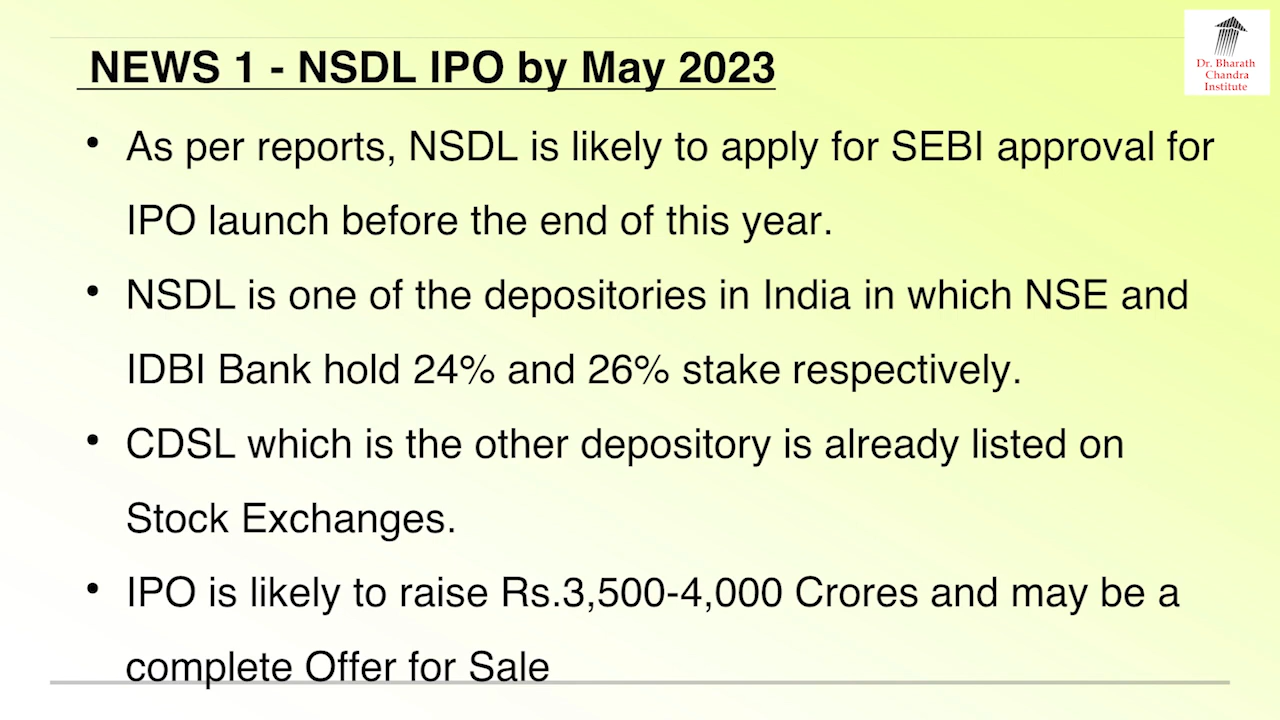 NEWS 1 - NSDL IPO by May 2023
Dr. Bharath
Chandra
Institute
• As per reports, NSDL is likely to apply for SEBI approval for
IPO launch before the end of this year.
• NSDL is one of the depositories in India in which NSE and
IDBI Bank hold 24% and 26% stake respectively.
• CDSL which is the other depository is already listed on
Stock Exchanges.
• IPO is likely to raise Rs.3,500-4,000 Crores and may be a
complete Offer for Sale